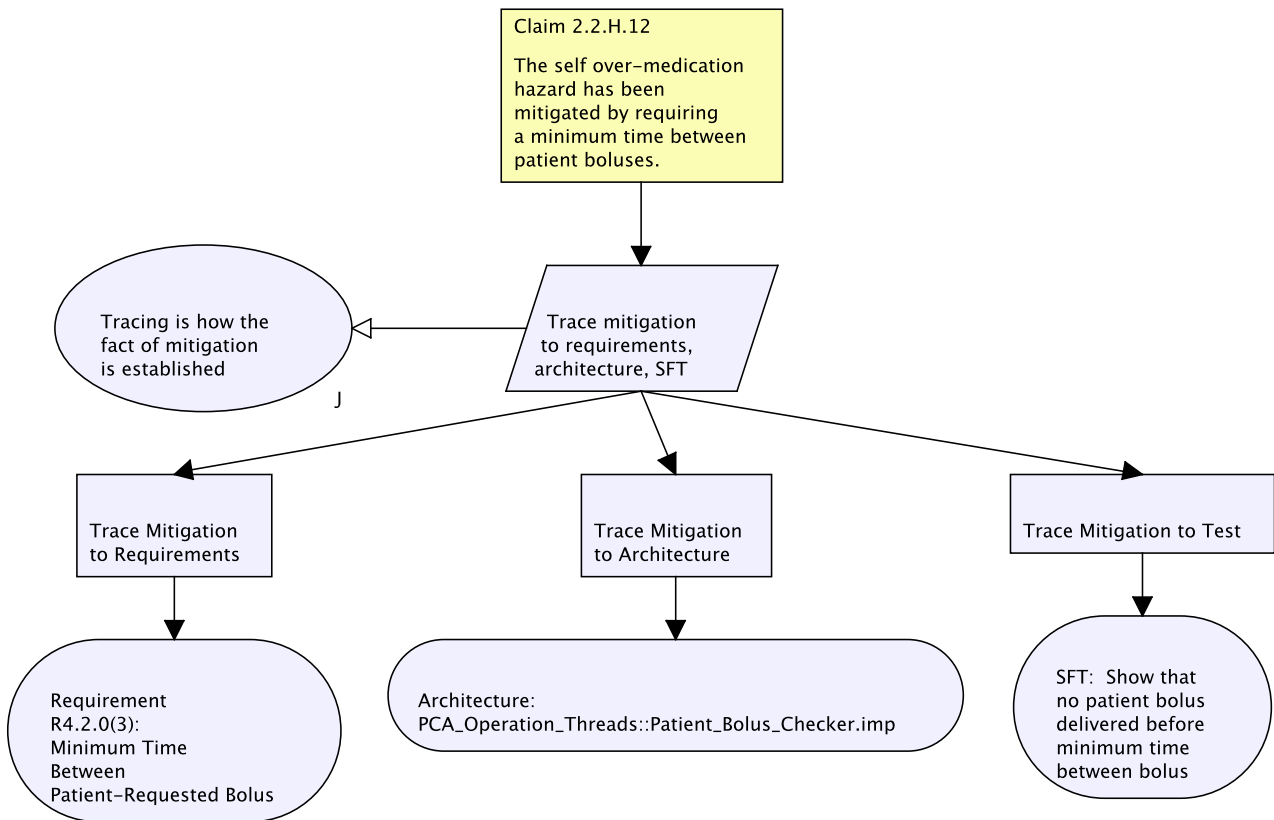 Claim 2.2.H.12
The self over-medication
hazard has been
mitigated by requiring
a minimum time between
patient boluses.
Tracing is how the
fact of mitigation
is established
J
Trace mitigation
to requirements,
architecture, SFT
Trace Mitigation
to Requirements
Trace Mitigation
to Architecture
Trace Mitigation to Test
Requirement
R4.2.0(3):
Minimum Time
Between
Patient-Requested Bolus
Architecture:
PCA_Operation_Threads::Patient_Bolus_Checker.imp
SFT:  Show that
no patient bolus
delivered before
minimum time
between bolus